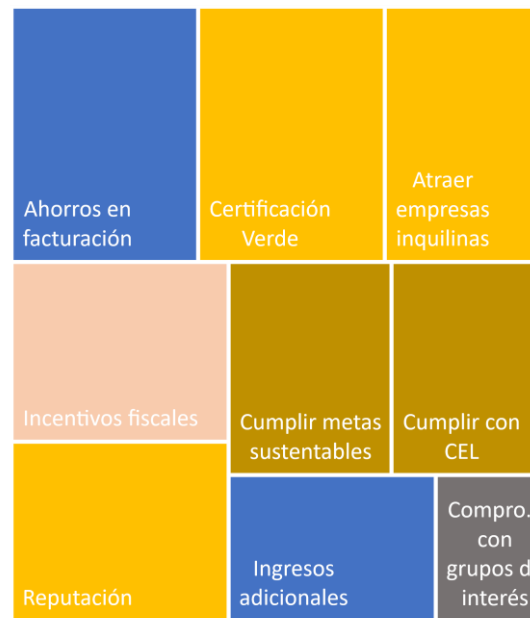 Ahorros en
facturación
Certificación
Verde
Atraer
empresas
inquilinas
Incentivos fiscales
Cumplir metas
sustentables
Cumplir con
CEL
Reputación
Ingresos
adicionales
Compro.
con
grupos d
interés